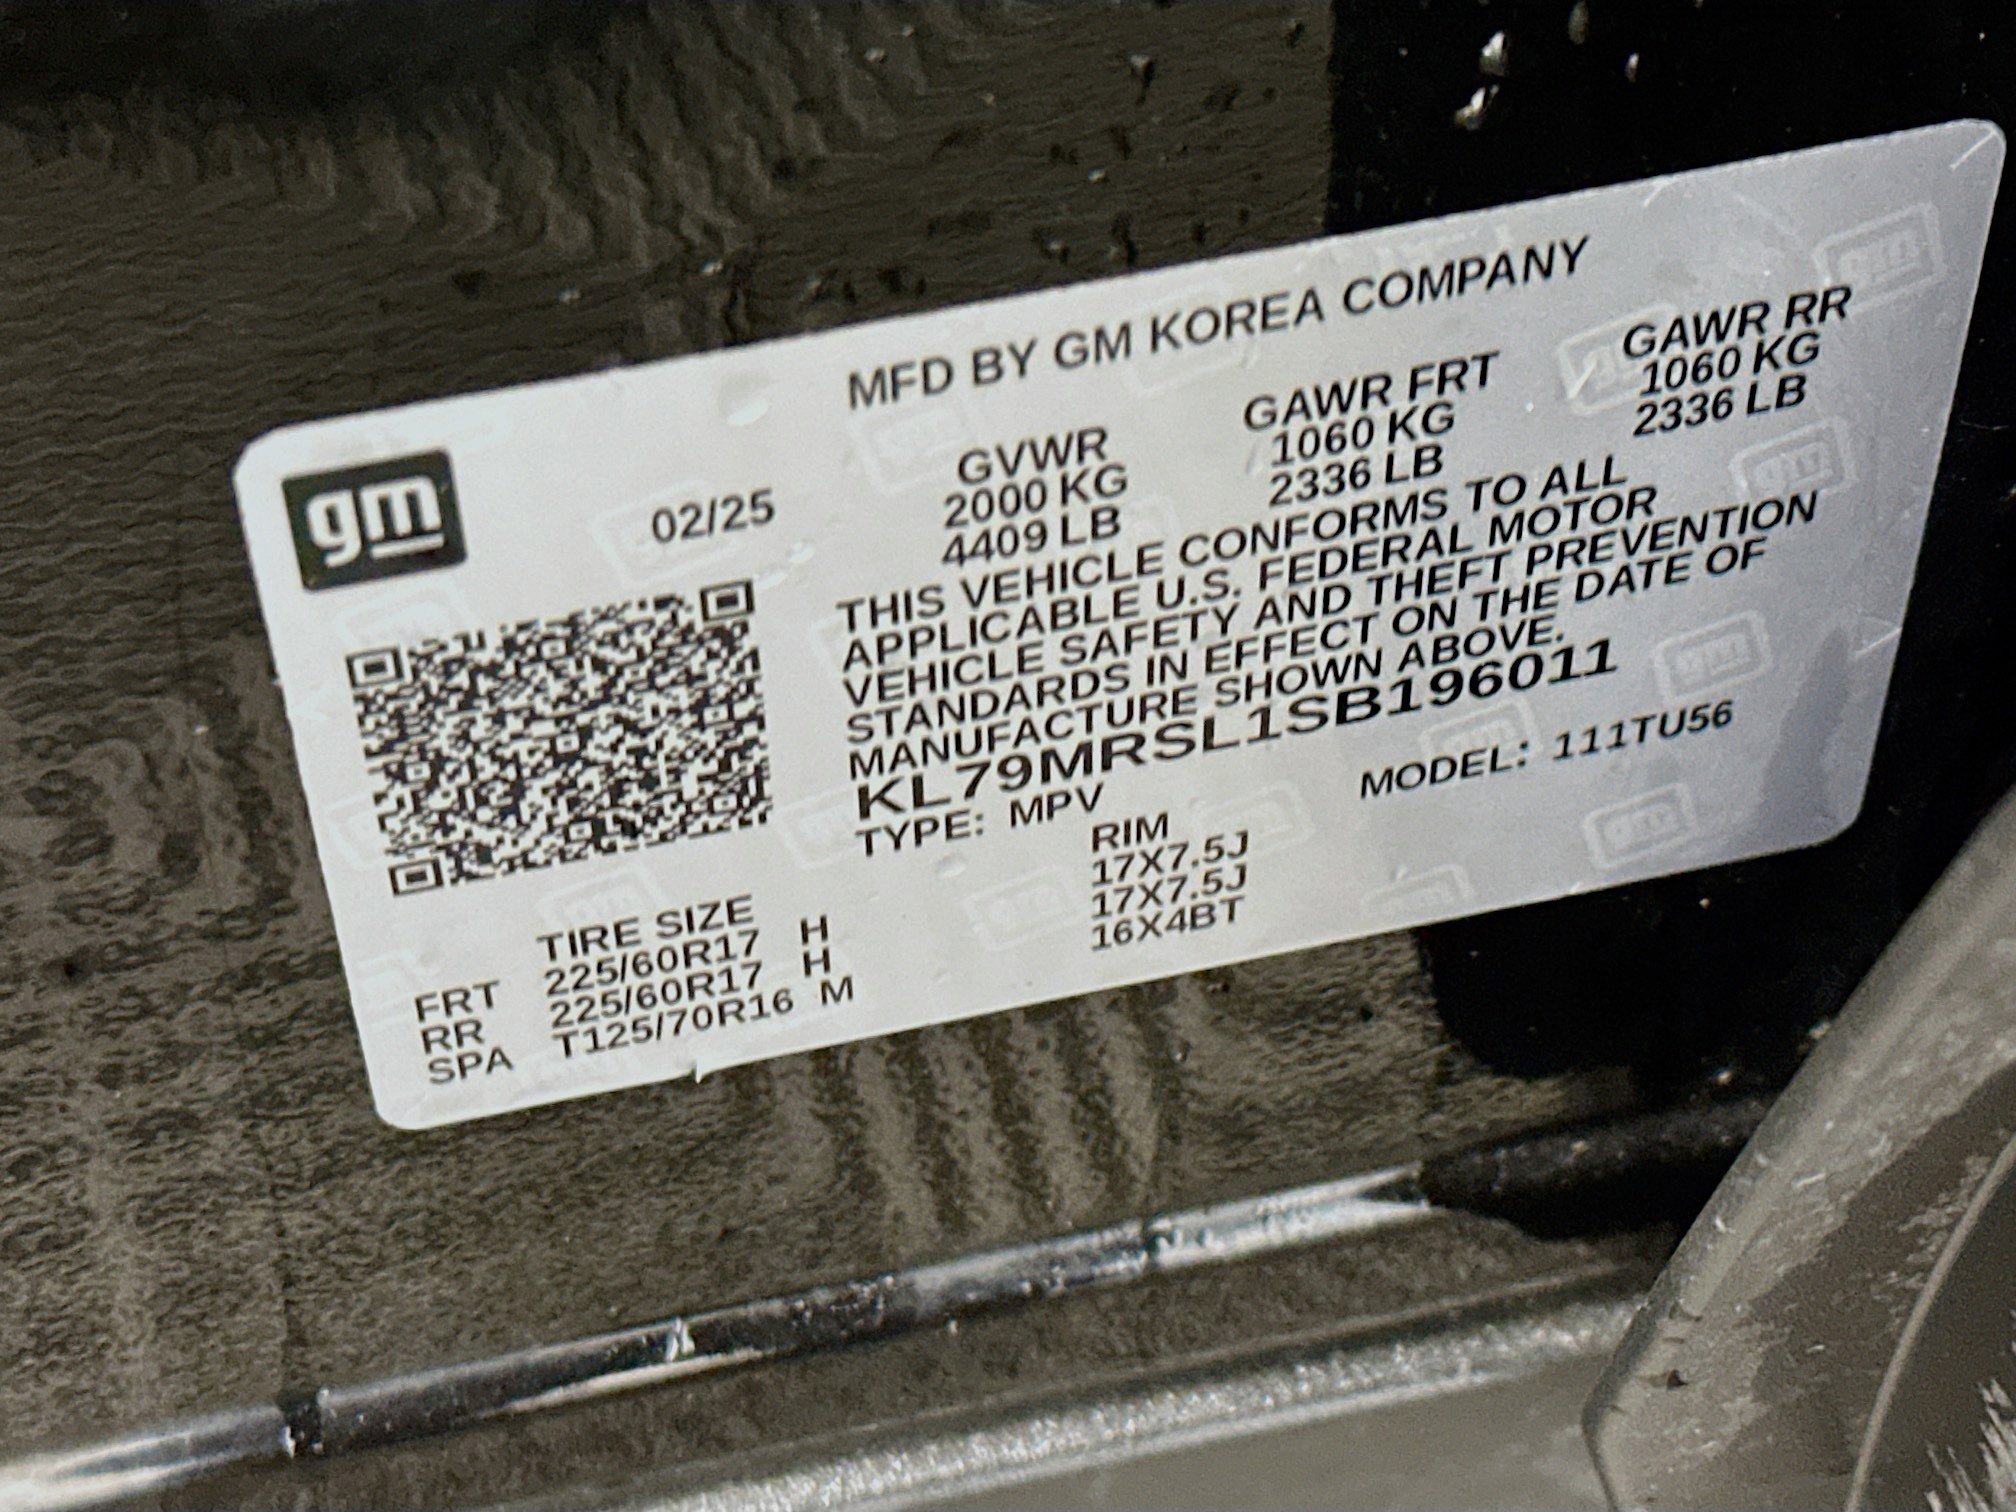 MFD BY GM KOREA COMPANY
gm
02/25
GVWR GAWR FRT GAWR RR
2000 KG 1060 KG 1060 KG
4409 LB 2336 LB 2336 LB
THIS VEHICLE CONFORMS TO ALL
APPLICABLE U.S. FEDERAL MOTOR
VEHICLE SAFETY AND THEFT PREVENTION
STANDARDS IN EFFECT ON THE DATE OF
MANUFACTURE SHOWN ABOVE.
KL79MRSL1SB196011
TYPE: MPV MODEL: 111TU56
TIRE SIZE RIM
FRT 225/60R17 H 17X7.5J
RR 225/60R17 H 17X7.5J
SPA T125/70R16 M 16X4BT